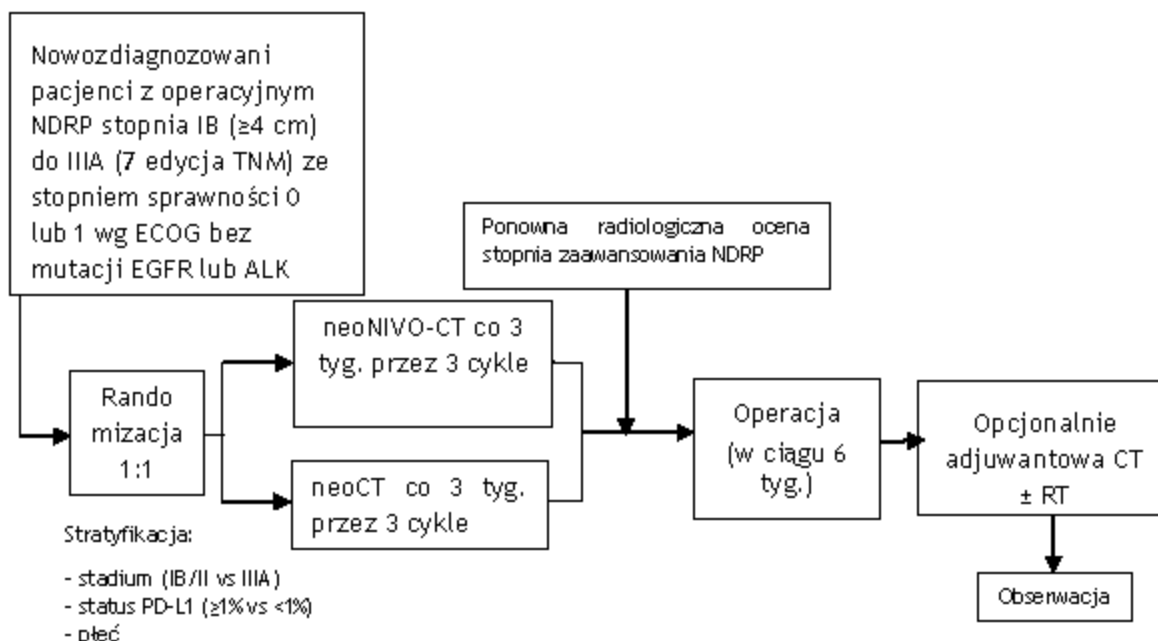 Nowozdiagnozowani
pacjenci z operacyjnym
NDRP stopnia IB (≥4 cm)
do IIIA (7 edycja TNM) ze
stopniem sprawności 0
lub 1 wg ECOG bez
mutacji EGFR lub ALK
Ponowna radiologiczna ocena
stopnia zaawansowania NDRP
Rando
mizacja
1:1
neoNIVO-CT co 3
tyg. przez 3 cykle
neoCT co 3 tyg.
przez 3 cykle
Operacja
(w ciągu 6
tyg.)
Opcjonalnie
adjuwantowa CT
± RT
Obserwacja
Stratyfikacja:
- stadium (IB/II vs IIIA)
- status PD-L1 (≥1% vs <1%)
- płeć